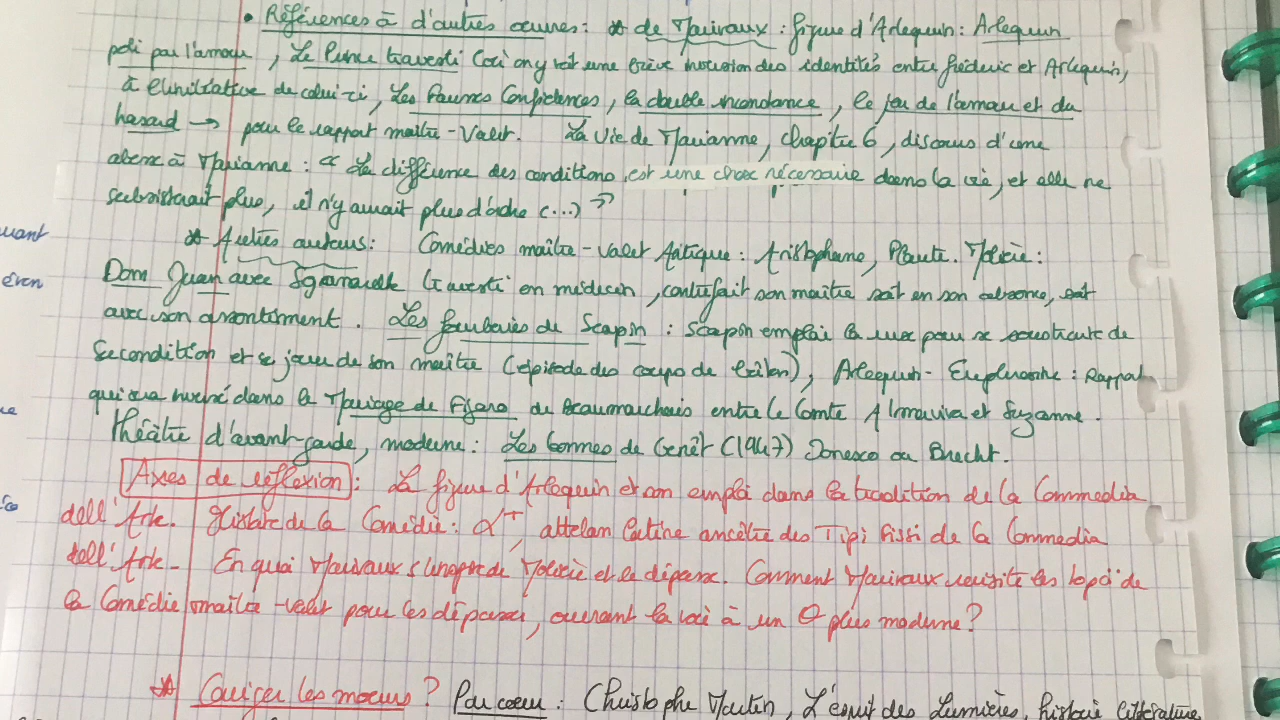 • Références à d'autres œuvres : * de Marivaux : figure d'Arlequin : Arlequin
poli par l'amour, Le Prince travesti (où on y voit une brève inversion des identités entre Frédéric et Arlequin,
à l'initiative de celui-ci, Les Fausses Confidences, la double inconstance, le jeu de l'amour et du
hasard → pour le rapport maître-Valet. La Vie de Marianne, Chapitre 6, discours d'une
à Marianne : " La différence des conditions est une chose nécessaire dans la vie, et elle ne
subsisterait plus, il n'y aurait plus d'ordre (...) "
uant
* Autres auteurs : Comédies maître-valet Antique : Aristophane, Plaute. Molière :
éren
Dom Juan avec Sganarelle travesti en médecin, contrefait son maître soit en son absence, soit
avec son assentiment. Les fourberies de Scapin : Scapin emploi la ruse pour se soustraire de
se condition et se joue de son maître (épisode des coups de bâton), Arlequin-Euphrosine : Rappel
qui sera inversé dans le Mariage de Figaro de Beaumarchais entre le Comte Almaviva et Suzanne.
Théâtre d'avant-garde, moderne : Les bonnes de Genêt (1947) Ionesco ou Brecht.
Axes de réflexion : La figure d'Arlequin et son emploi dans la tradition de la Commedia
dell'Arte. Histoire de la Comédie : attelan latine ancêtre des Tipi Fissi de la Commedia
dell'Arte. En quoi Marivaux s'inspire de Molière et le dépasse. Comment Marivaux revisite les topoï de
la Comédie maître-valet pour les dépasser, ouvrant la voie à un θ plus moderne ?
* Corriger les mœurs ? Par cœur : Christophe Martin, L'ésprit des Lumières, histoire littérature,